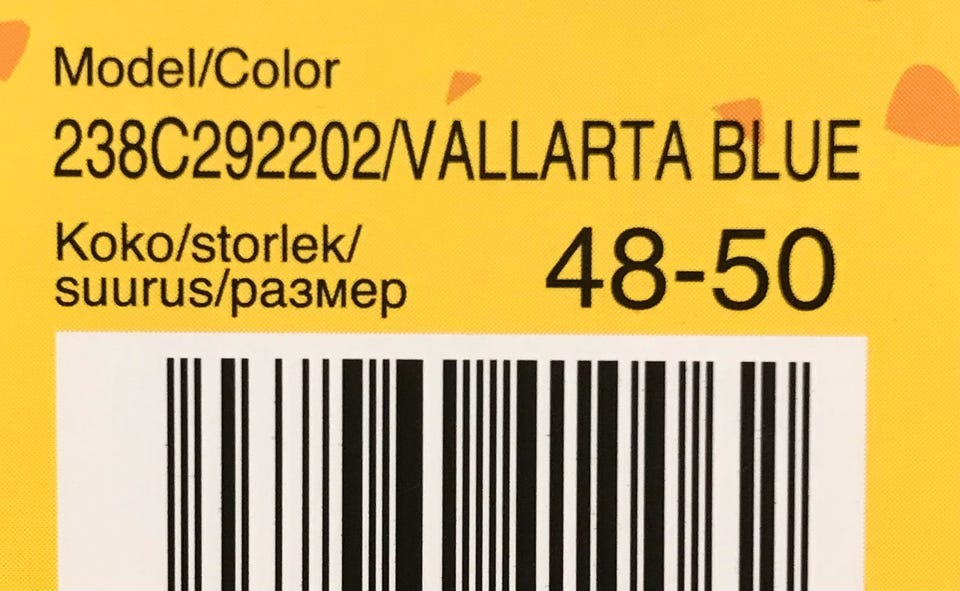 Model/Color
238C292202/VALLARTA BLUE
Koko/storlek/
suurus/размер
48-50